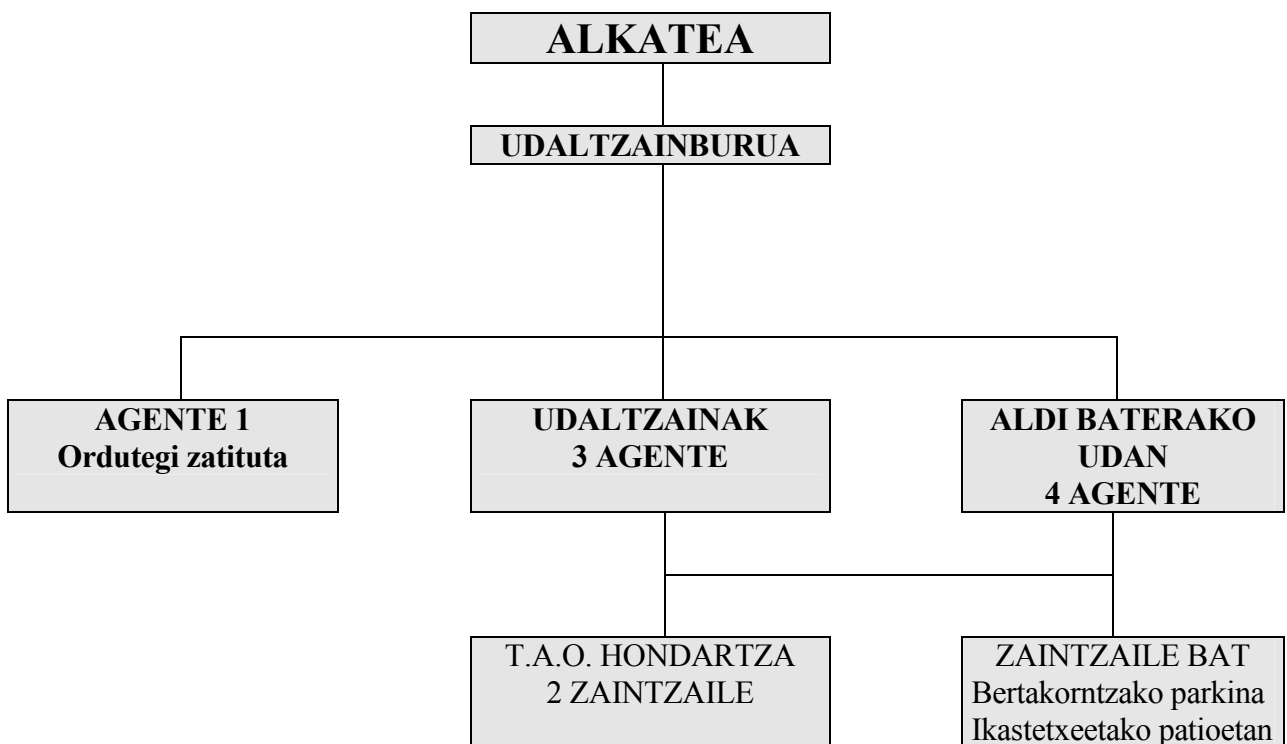 ALKATEA
UDALTZAINBURUA
AGENTE 1
Ordutegi zatituta
UDALTZAINAK
3 AGENTE
ALDI BATERAKO
UDAN
4 AGENTE
T.A.O. HONDARTZA
2 ZAINTZAILE
ZAINTZAILE BAT
Bertakorntzako parkina
Ikastetxeetako patioetan